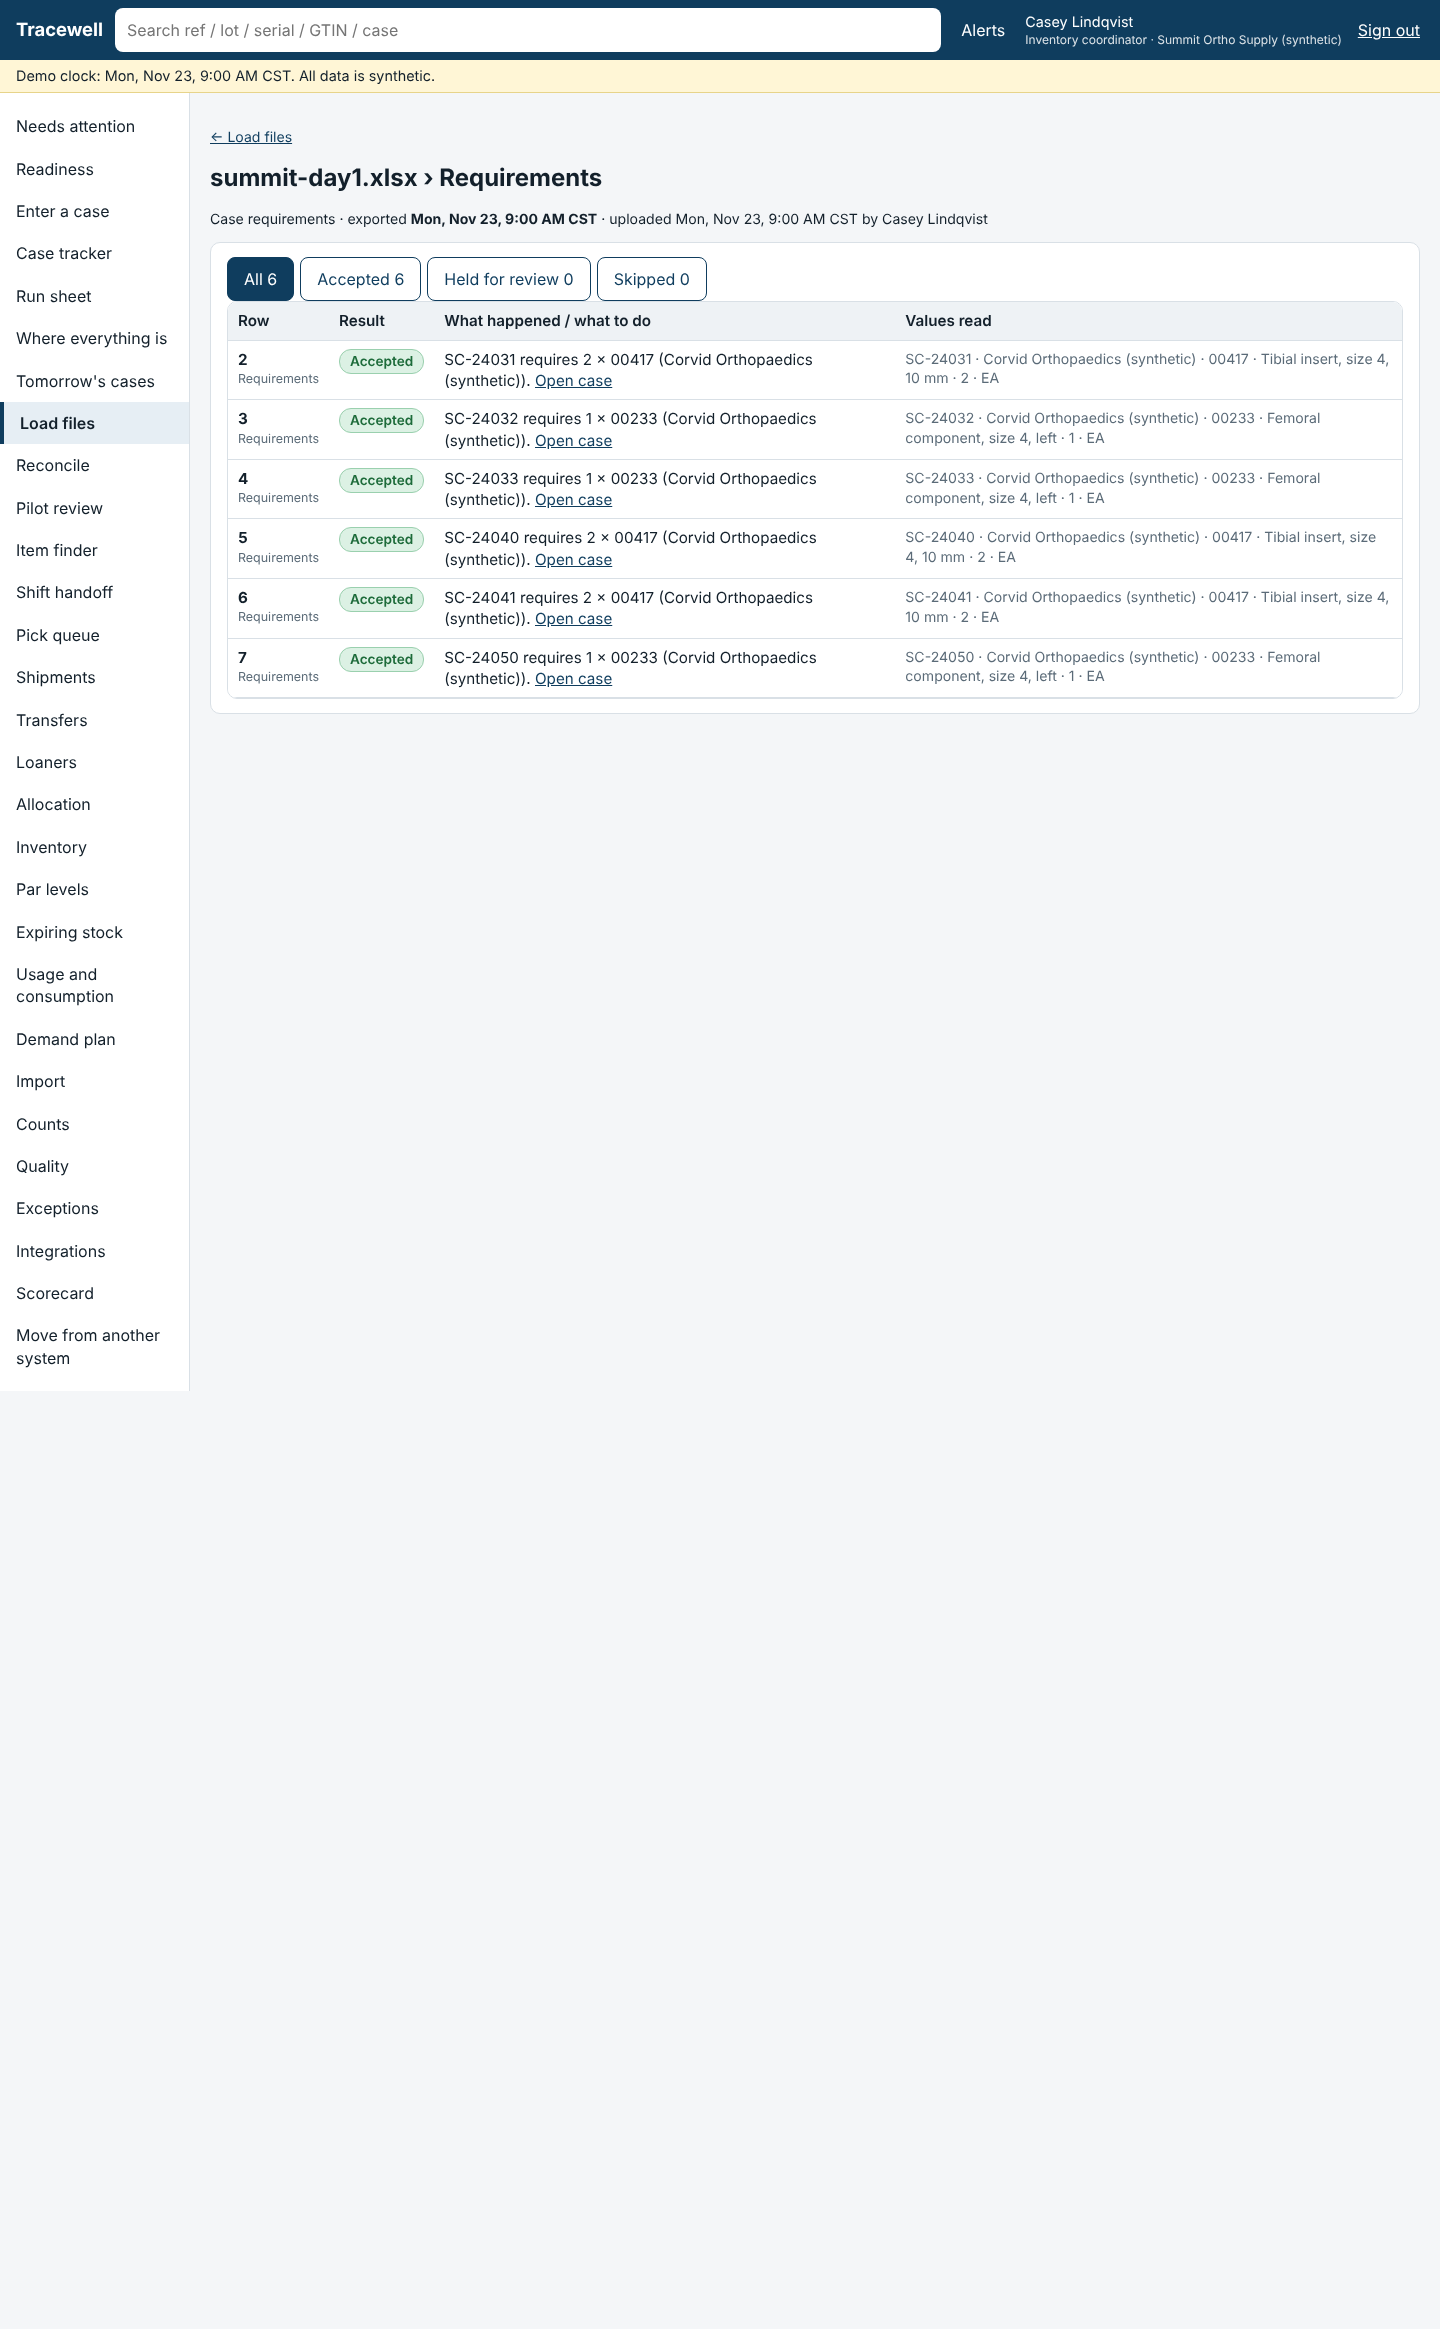 Tracewell
Search ref / lot / serial / GTIN / case
Alerts
Casey Lindqvist
Inventory coordinator · Summit Ortho Supply (synthetic)
Sign out
Demo clock: Mon, Nov 23, 9:00 AM CST. All data is synthetic.
Needs attention
Readiness
Enter a case
Case tracker
Run sheet
Where everything is
Tomorrow's cases
Load files
Reconcile
Pilot review
Item finder
Shift handoff
Pick queue
Shipments
Transfers
Loaners
Allocation
Inventory
Par levels
Expiring stock
Usage and
consumption
Demand plan
Import
Counts
Quality
Exceptions
Integrations
Scorecard
Move from another
system
← Load files
summit-day1.xlsx › Requirements
Case requirements · exported Mon, Nov 23, 9:00 AM CST · uploaded Mon, Nov 23, 9:00 AM CST by Casey Lindqvist
All 6
Accepted 6
Held for review 0
Skipped 0
Row Result What happened / what to do Values read
2
Requirements
Accepted
SC-24031 requires 2 × 00417 (Corvid Orthopaedics
(synthetic)). Open case
SC-24031 · Corvid Orthopaedics (synthetic) · 00417 · Tibial insert, size 4,
10 mm · 2 · EA
3
Requirements
Accepted
SC-24032 requires 1 × 00233 (Corvid Orthopaedics
(synthetic)). Open case
SC-24032 · Corvid Orthopaedics (synthetic) · 00233 · Femoral
component, size 4, left · 1 · EA
4
Requirements
Accepted
SC-24033 requires 1 × 00233 (Corvid Orthopaedics
(synthetic)). Open case
SC-24033 · Corvid Orthopaedics (synthetic) · 00233 · Femoral
component, size 4, left · 1 · EA
5
Requirements
Accepted
SC-24040 requires 2 × 00417 (Corvid Orthopaedics
(synthetic)). Open case
SC-24040 · Corvid Orthopaedics (synthetic) · 00417 · Tibial insert, size
4, 10 mm · 2 · EA
6
Requirements
Accepted
SC-24041 requires 2 × 00417 (Corvid Orthopaedics
(synthetic)). Open case
SC-24041 · Corvid Orthopaedics (synthetic) · 00417 · Tibial insert, size 4,
10 mm · 2 · EA
7
Requirements
Accepted
SC-24050 requires 1 × 00233 (Corvid Orthopaedics
(synthetic)). Open case
SC-24050 · Corvid Orthopaedics (synthetic) · 00233 · Femoral
component, size 4, left · 1 · EA